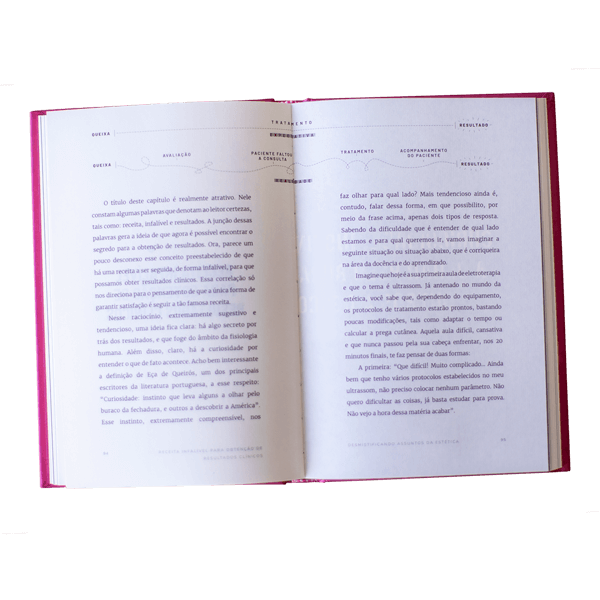 TRATAMENTO
QUEIXA
RESULTADO
AVALIAÇÃO
PACIENTE FALTOU
À CONSULTA
TRATAMENTO
ACOMPANHAMENTO
DO PACIENTE
QUEIXA
RESULTADO
O título deste capítulo é realmente atrativo. Nele
constam algumas palavras que denotam ao leitor certezas,
tais como: receita, infalível e resultados. A junção dessas
palavras gera a ideia de que agora é possível encontrar o
segredo para a obtenção de resultados. Ora, parece um
pouco desconexo esse conceito preestabelecido de que
há uma receita a ser seguida, de forma infalível, para que
possamos obter resultados clínicos. Essa correlação só
nos direciona para o pensamento de que a única forma de
garantir satisfação é seguir a tão famosa receita.
Nesse raciocínio, extremamente sugestivo e
tendencioso, uma ideia fica clara: há algo secreto por
trás dos resultados, e que foge do âmbito da fisiologia
humana. Além disso, claro, há a curiosidade por
entender o que de fato acontece. Acho bem interessante
a definição de Eça de Queirós, um dos principais
escritores da literatura portuguesa, a esse respeito:
“Curiosidade: instinto que leva alguns a olhar pelo
buraco da fechadura, e outros a descobrir a América”.
Esse instinto, extremamente compreensível, nos
RECEITA INFALÍVEL PARA OBTENÇÃO DE
RESULTADOS CLÍNICOS
faz olhar para qual lado? Mais tendencioso ainda é,
contudo, falar dessa forma, em que possibilito, por
meio da frase acima, apenas dois tipos de resposta.
Sabendo da dificuldade que é entender de qual lado
estamos e para qual queremos ir, vamos imaginar a
seguinte situação ou situação abaixo, que é corriqueira
na área da docência e do aprendizado.
Imagine que hoje é a sua primeira aula de eletroterapia
e que o tema é ultrassom. Já antenado no mundo da
estética, você sabe que, dependendo do equipamento,
os protocolos de tratamento estarão prontos, bastando
poucas modificações, tais como adaptar o tempo ou
calcular a prega cutânea. Aquela aula difícil, cansativa
e que nunca passou pela sua cabeça enfrentar, nos 20
minutos finais, te faz pensar de duas formas:
A primeira: “Que difícil! Muito complicado... Ainda
bem que tenho vários protocolos estabelecidos no meu
ultrassom, não preciso colocar nenhum parâmetro. Não
quero dificultar as coisas, já basta estudar para prova.
Não vejo a hora dessa matéria acabar”.